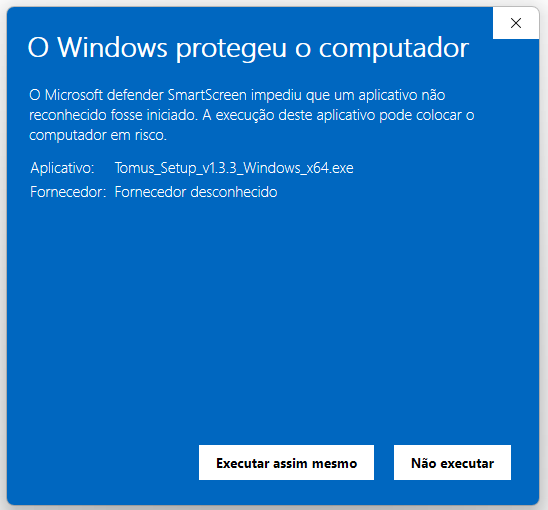 O Windows protegeu o computador
O Microsoft defender SmartScreen impediu que um aplicativo não
reconhecido fosse iniciado. A execução deste aplicativo pode colocar o
computador em risco.
Aplicativo: Tomus_Setup_v1.3.3_Windows_x64.exe
Fornecedor: Fornecedor desconhecido
Executar assim mesmo Não executar